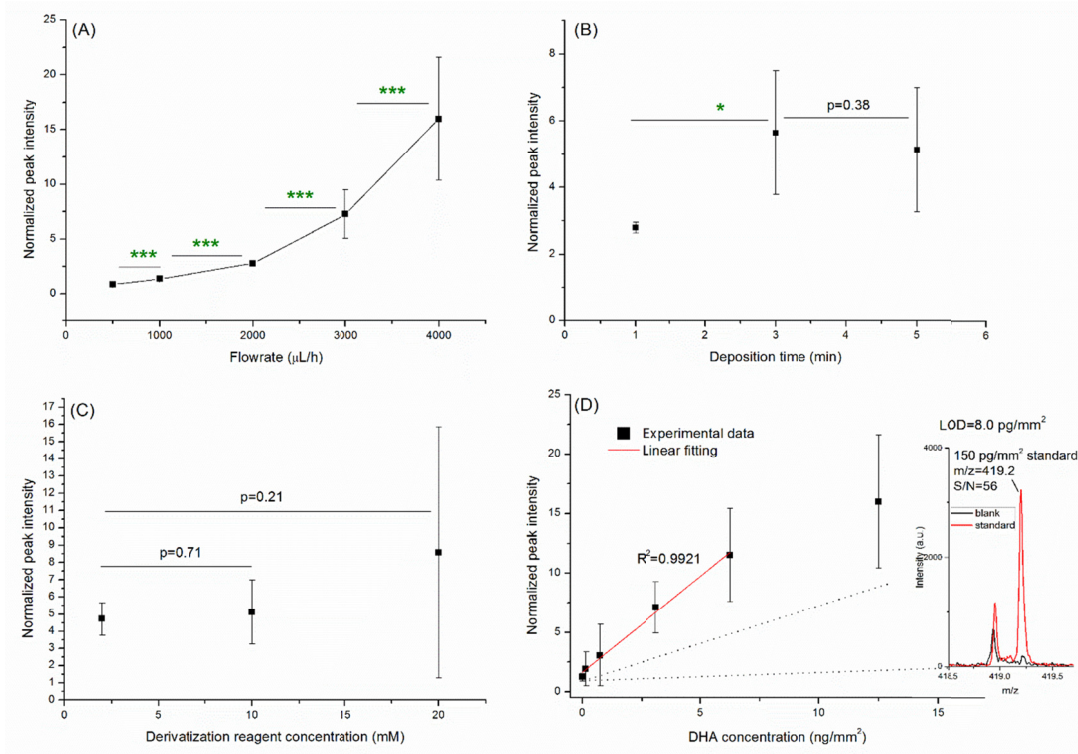 (A)
25
20
15
10
5
0
Normalized peak intensity
***
***
***
***
0
1000
2000
3000
4000
Flowrate (μL/h)
(B)
8
6
4
2
0
Normalized peak intensity
*
p=0.38
0
1
2
3
4
5
6
Deposition time (min)
(C)
17
16
15
14
13
12
11
10
9
8
7
6
5
4
3
2
1
0
Normalized peak intensity
p=0.21
p=0.71
0
5
10
15
20
Derivatization reagent concentration (mM)
(D)
25
20
15
10
5
0
Normalized peak intensity
Experimental data
Linear fitting
R²=0.9921
0
5
10
15
DHA concentration (ng/mm²)
LOD=8.0 pg/mm²
150 pg/mm² standard
m/z=419.2
S/N=56
blank
standard
4000
2000
0
Intensity (a.u.)
418.5
419.0
419.5
m/z